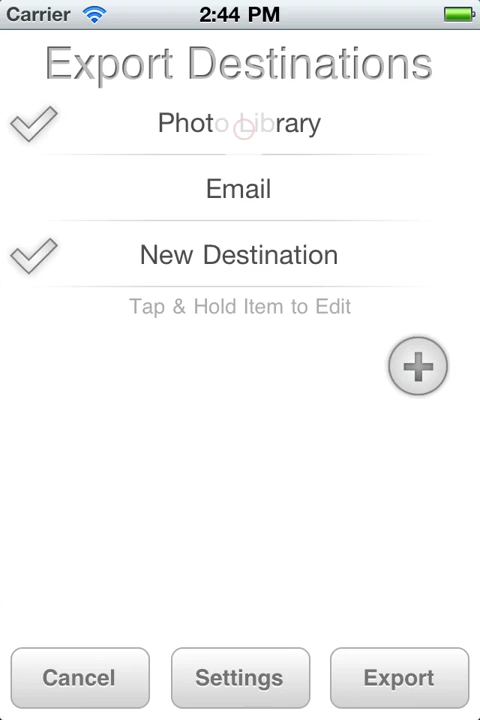 Carrier 2:44 PM
Export Destinations
Photo Library
Email
New Destination
Tap & Hold Item to Edit
Cancel Settings Export